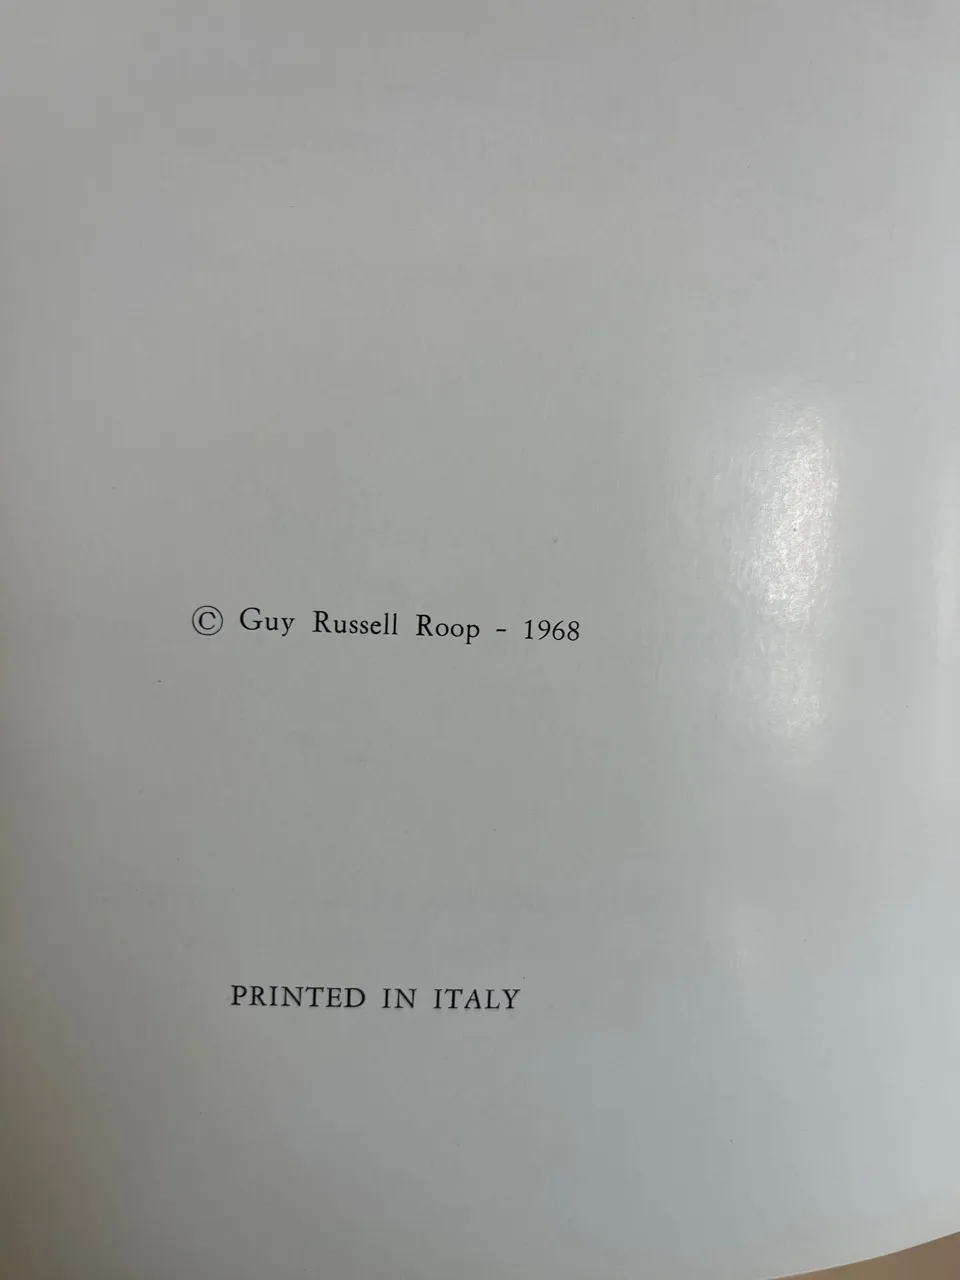 © Guy Russell Roop - 1968
PRINTED IN ITALY